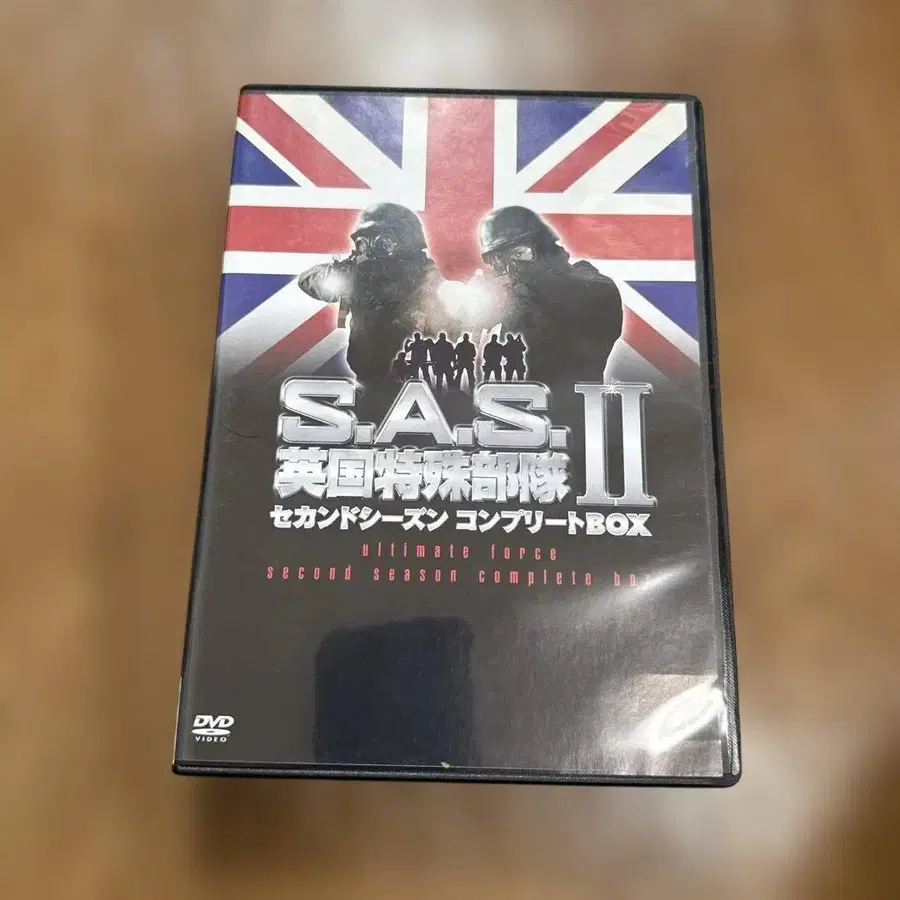 S.A.S.
英国特殊部隊 II
セカンドシーズン コンプリートBOX
ultimate force
second season complete box
DVD
VIDEO